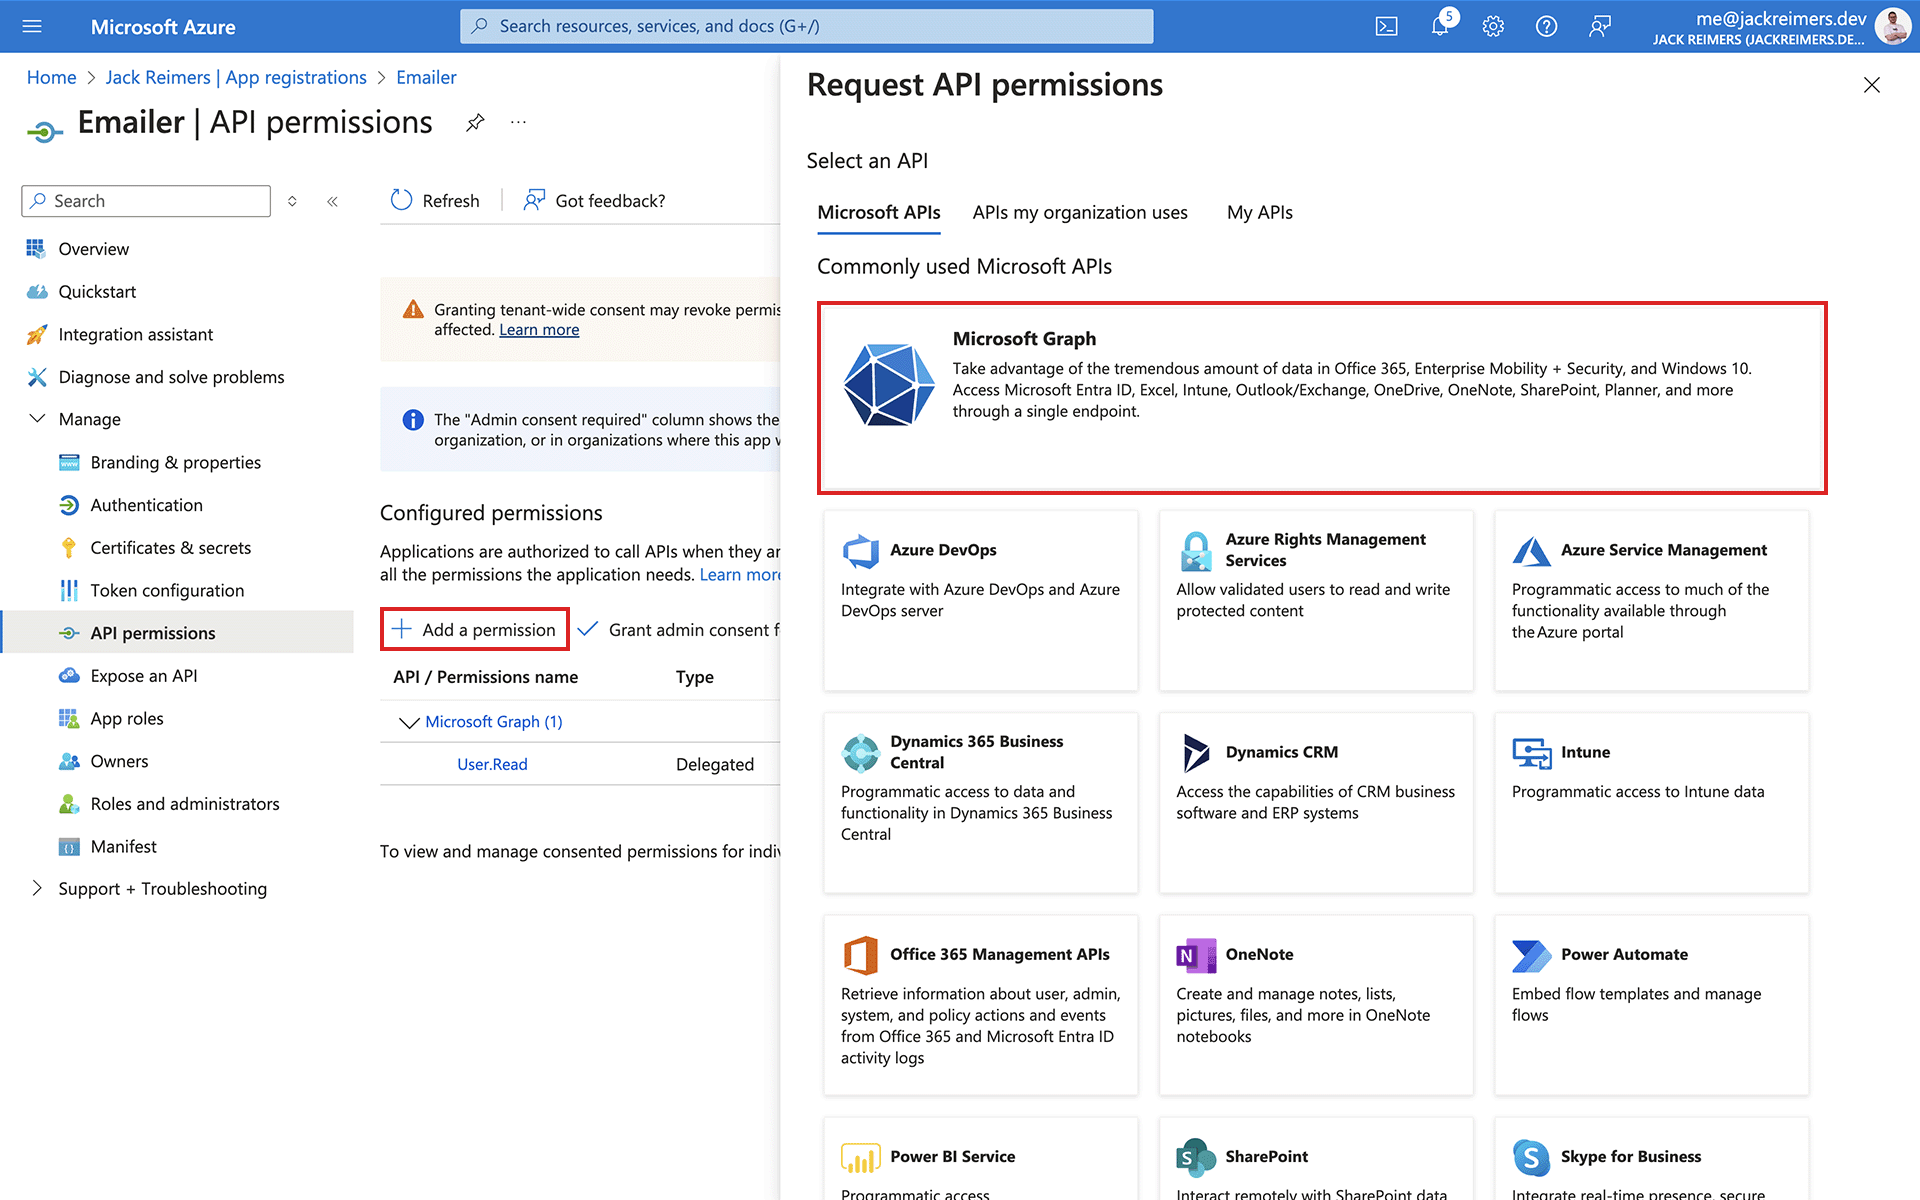 Microsoft Azure
Search resources, services, and docs (G+/)
5
me@jackreimers.dev
JACK REIMERS (JACKREIMERS.DE...
Home > Jack Reimers | App registrations > Emailer
Emailer | API permissions
...
Search
Overview
Quickstart
Integration assistant
Diagnose and solve problems
Manage
Branding & properties
Authentication
Certificates & secrets
Token configuration
API permissions
Expose an API
App roles
Owners
Roles and administrators
Manifest
Support + Troubleshooting
Refresh
Got feedback?
Granting tenant-wide consent may revoke permis
affected. Learn more
The "Admin consent required" column shows the
organization, or in organizations where this app
Configured permissions
Applications are authorized to call APIs when they ar
all the permissions the application needs. Learn more
Add a permission
Grant admin consent f
API / Permissions name
Type
Microsoft Graph (1)
User.Read
Delegated
To view and manage consented permissions for indiv
Request API permissions
Select an API
Microsoft APIs
APIs my organization uses
My APIs
Commonly used Microsoft APIs
Microsoft Graph
Take advantage of the tremendous amount of data in Office 365, Enterprise Mobility + Security, and Windows 10.
Access Microsoft Entra ID, Excel, Intune, Outlook/Exchange, OneDrive, OneNote, SharePoint, Planner, and more
through a single endpoint.
Azure DevOps
Integrate with Azure DevOps and Azure
DevOps server
Azure Rights Management
Services
Allow validated users to read and write
protected content
Azure Service Management
Programmatic access to much of the
functionality available through
the Azure portal
Dynamics 365 Business
Central
Programmatic access to data and
functionality in Dynamics 365 Business
Central
Dynamics CRM
Access the capabilities of CRM business
software and ERP systems
Intune
Programmatic access to Intune data
Office 365 Management APIs
Retrieve information about user, admin,
system, and policy actions and events
from Office 365 and Microsoft Entra ID
activity logs
OneNote
Create and manage notes, lists,
pictures, files, and more in OneNote
notebooks
Power Automate
Embed flow templates and manage
flows
Power BI Service
Programmatic access
SharePoint
Interact remotely with SharePoint data
Skype for Business
Integrate real-time presence, secure